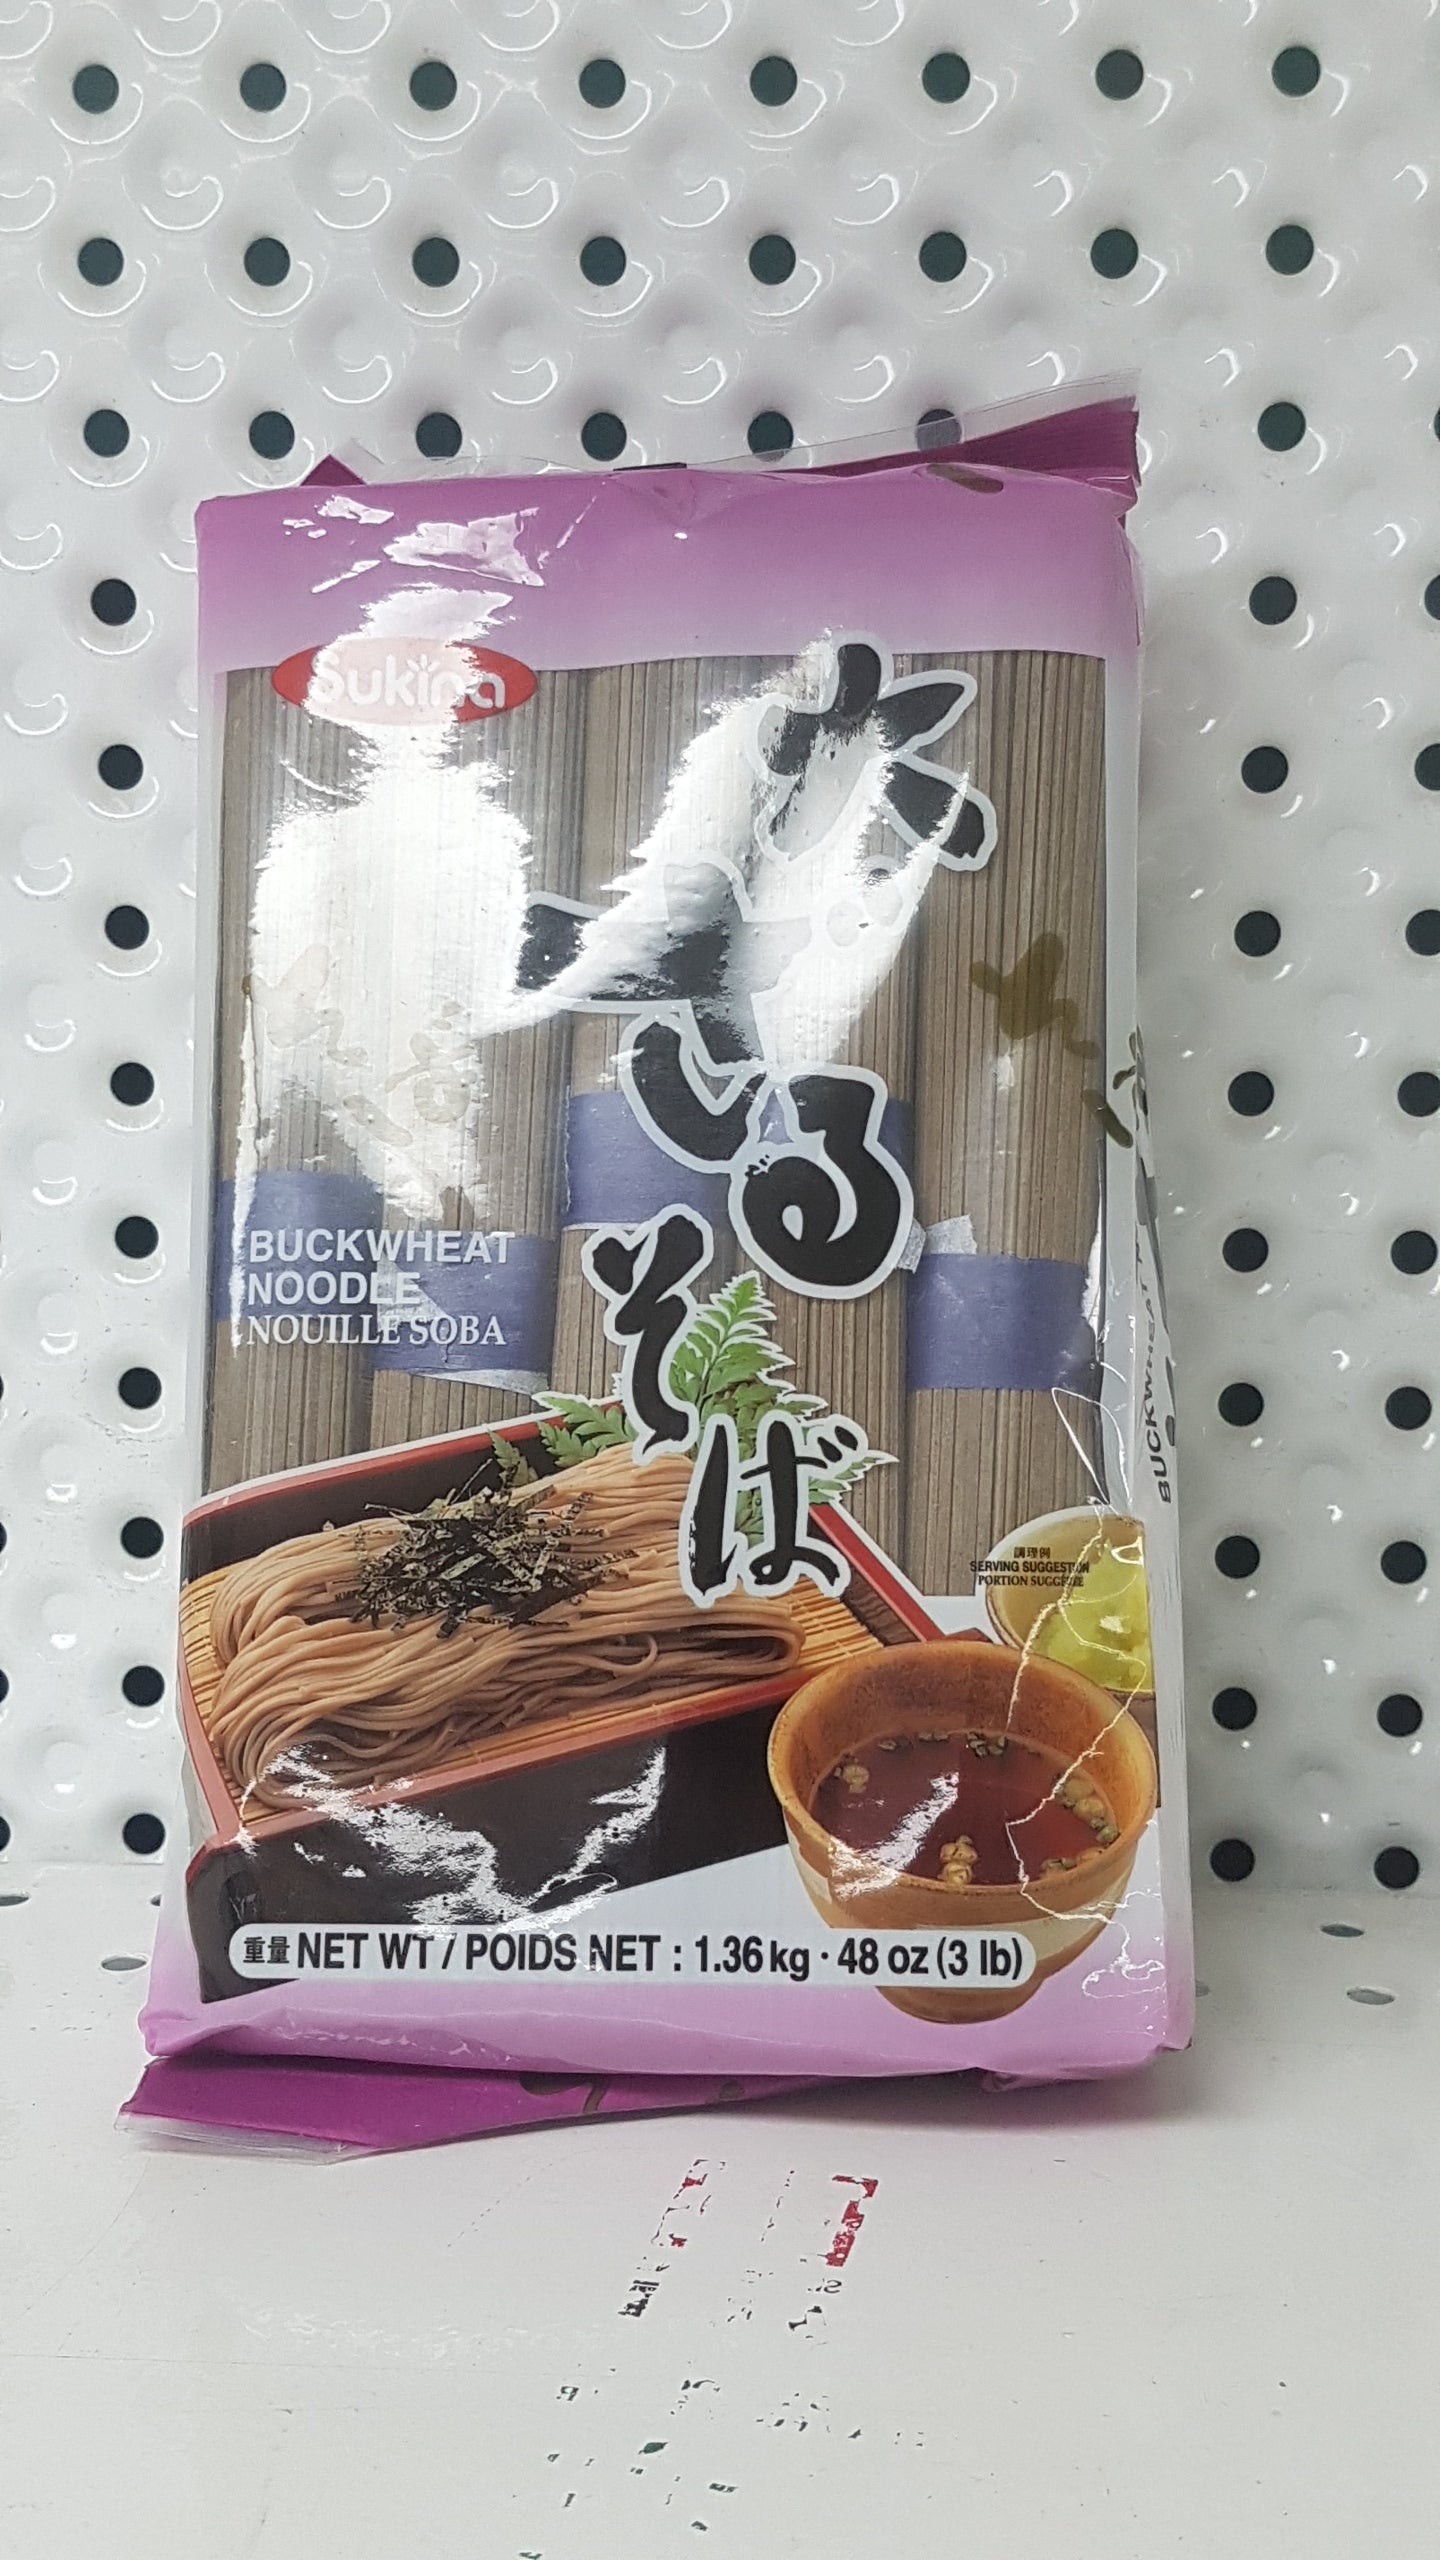 Sukina
ざるそば
BUCKWHEAT
NOODLE
NOUILLE SOBA
調理例
SERVING SUGGESTION
重量 NET WT / POIDS NET : 1.36 kg · 48 oz (3 lb)
BUCKWHEAT